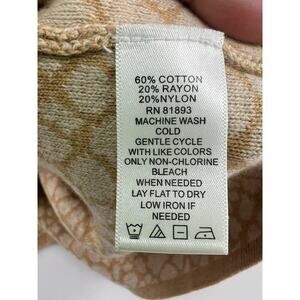 60% COTTON
20% RAYON
20%NYLON
RN 81893
MACHINE WASH
COLD
GENTLE CYCLE
WITH LIKE COLORS
ONLY NON-CHLORINE
BLEACH
WHEN NEEDED
LAY FLAT TO DRY
LOW IRON IF
NEEDED